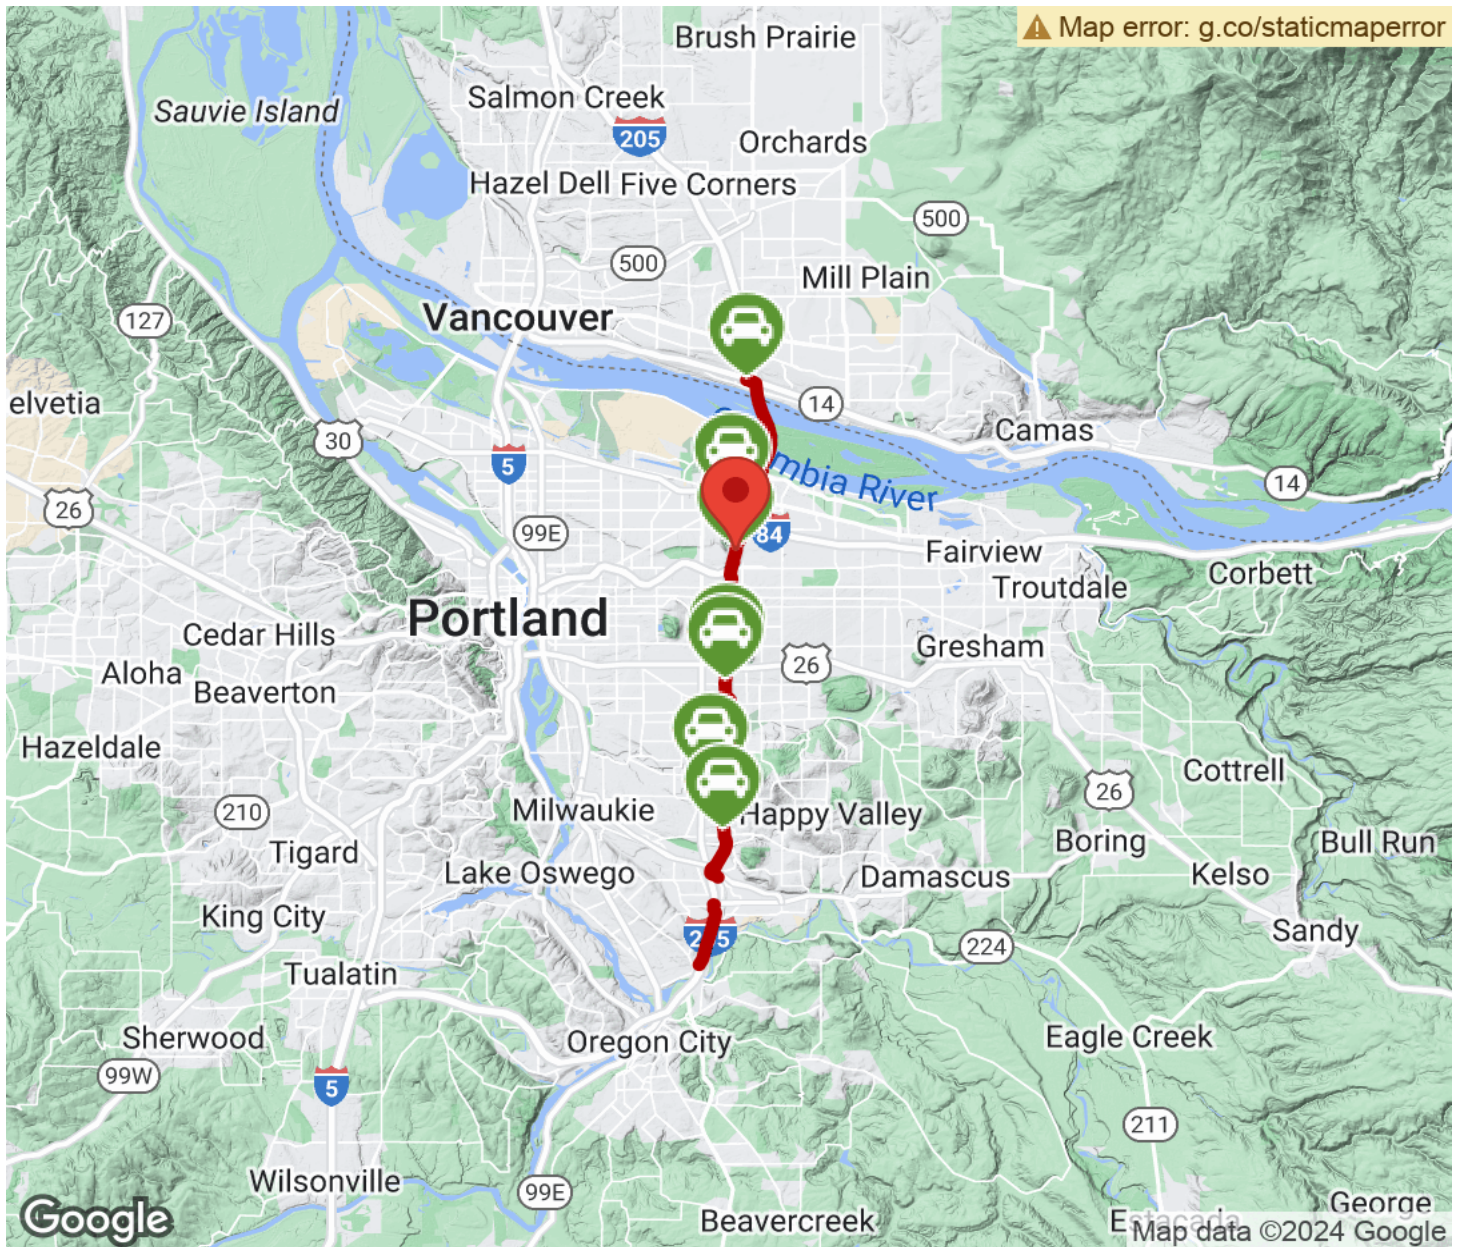 Brush Prairie
Map error: g.co/staticmaperror
Salmon Creek
Sauvie Island
205
Orchards
Hazel Dell
Five Corners
500
500
Mill Plain
127
Vancouver
elvetia
14
Camas
30
5
mbia River
14
26
99E
84
Fairview
Troutdale
Corbett
Portland
Cedar Hills
Gresham
26
Aloha
Beaverton
Hazeldale
Cottrell
26
210
Milwaukie
Happy Valley
Boring
Bull Run
Tigard
Lake Oswego
Damascus
Kelso
King City
Sandy
224
Tualatin
Sherwood
Oregon City
Eagle Creek
99W
5
211
Wilsonville
99E
George
Google
Beavercreek
Estacada
Map data ©2024 Google